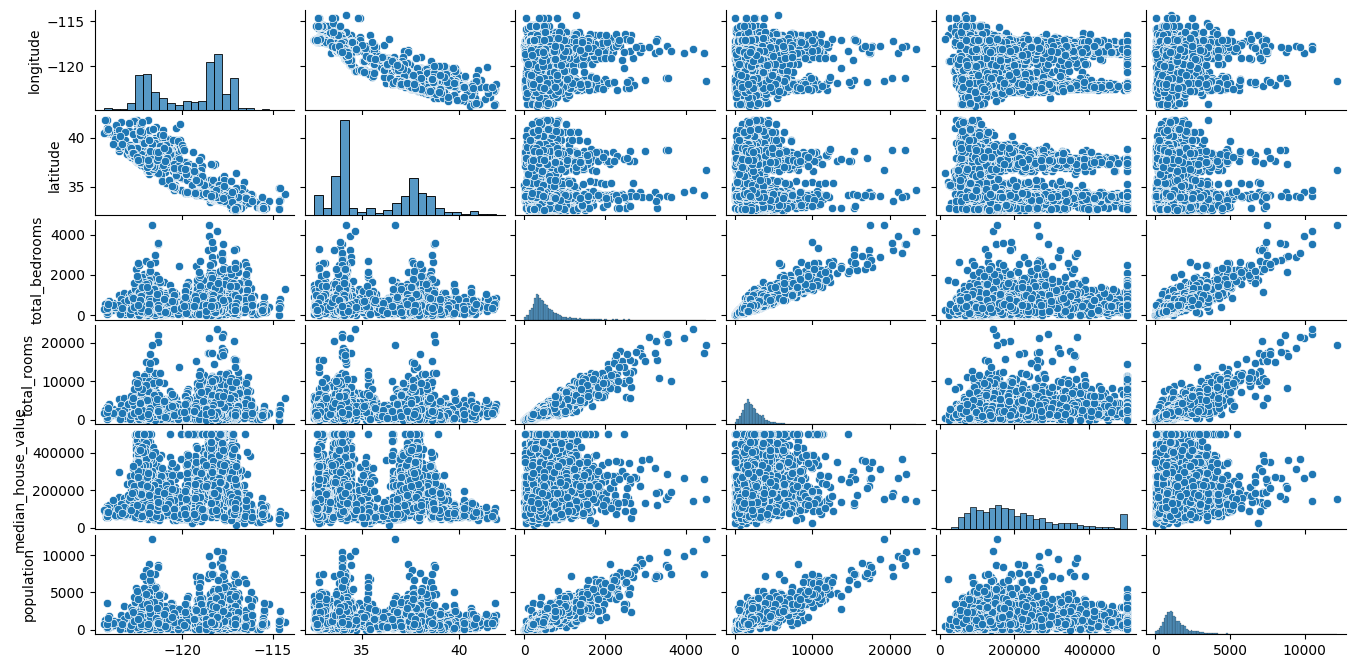 −115
−120
longitude
40
35
latitude
4000
2000
0
total_bedrooms
20000
10000
0
total_rooms
400000
200000
0
median_house_value
10000
5000
0
population
−120 −115 35 40 0 2000 4000 0 10000 20000 0 200000 400000 0 5000 10000